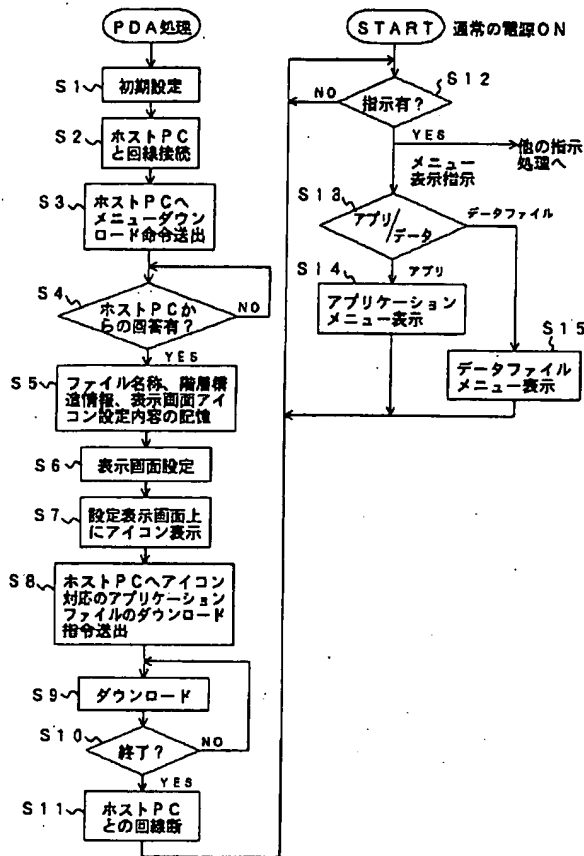 PDA処理
S1
初期設定
S2
ホストPC
と回線接続
S3
ホストPCへ
メニューダウン
ロード命令送出
S4
ホストPCか
らの回答有?
NO
YES
S5
ファイル名称、階層構
造情報、表示画面アイ
コン設定内容の記憶
S6
表示画面設定
S7
設定表示画面上
にアイコン表示
S8
ホストPCへアイコン
対応のアプリケーション
ファイルのダウンロード
指令送出
S9
ダウンロード
S10
終了?
NO
YES
S11
ホストPC
との回線断
START
通常の電源ON
S12
指示有?
NO
YES
他の指示
処理へ
メニュー
表示指示
S13
アプリ/
データ
データファイル
アプリ
S14
アプリケーション
メニュー表示
S15
データファイル
メニュー表示